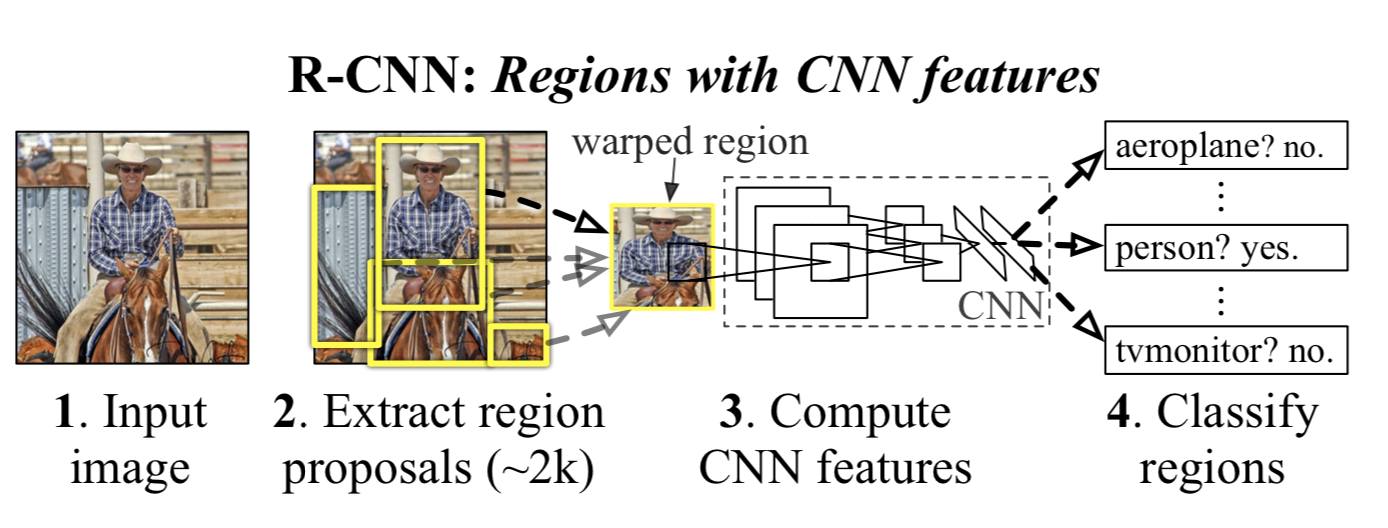 R-CNN: Regions with CNN features
warped region
aeroplane? no.
⋮
person? yes.
⋮
tvmonitor? no.
CNN
1. Input
image
2. Extract region
proposals (~2k)
3. Compute
CNN features
4. Classify
regions